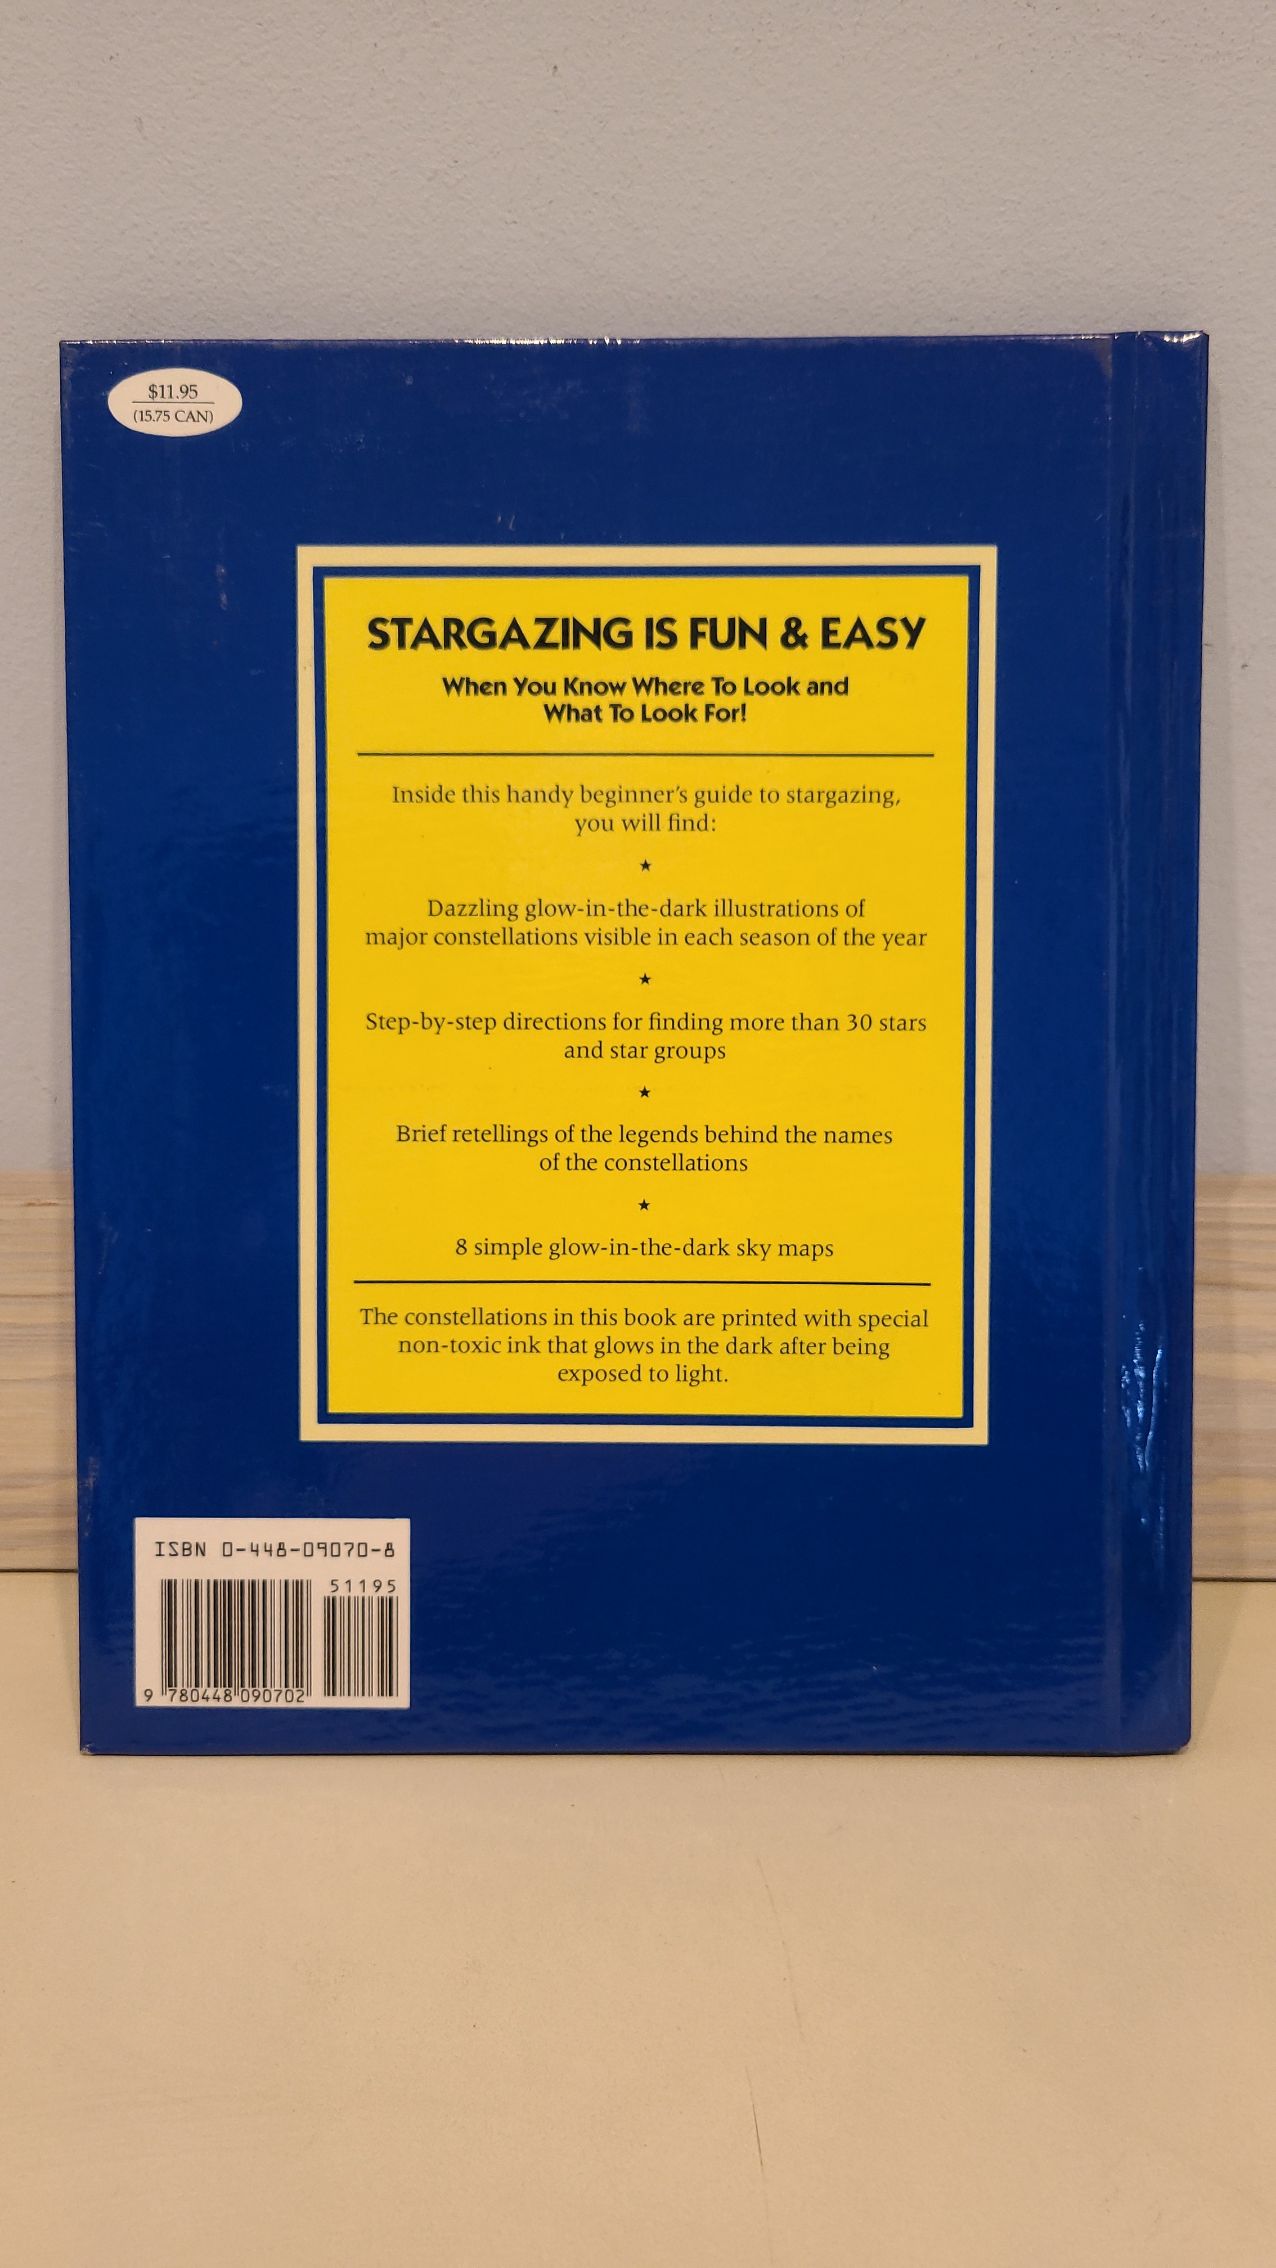 $11.95
(15.75 CAN)
STARGAZING IS FUN & EASY
When You Know Where To Look and
What To Look For!
Inside this handy beginner's guide to stargazing,
you will find:
★
Dazzling glow-in-the-dark illustrations of
major constellations visible in each season of the year
★
Step-by-step directions for finding more than 30 stars
and star groups
★
Brief retellings of the legends behind the names
of the constellations
★
8 simple glow-in-the-dark sky maps
The constellations in this book are printed with special
non-toxic ink that glows in the dark after being
exposed to light.
ISBN 0-448-09070-8
51195
9 780448 090702